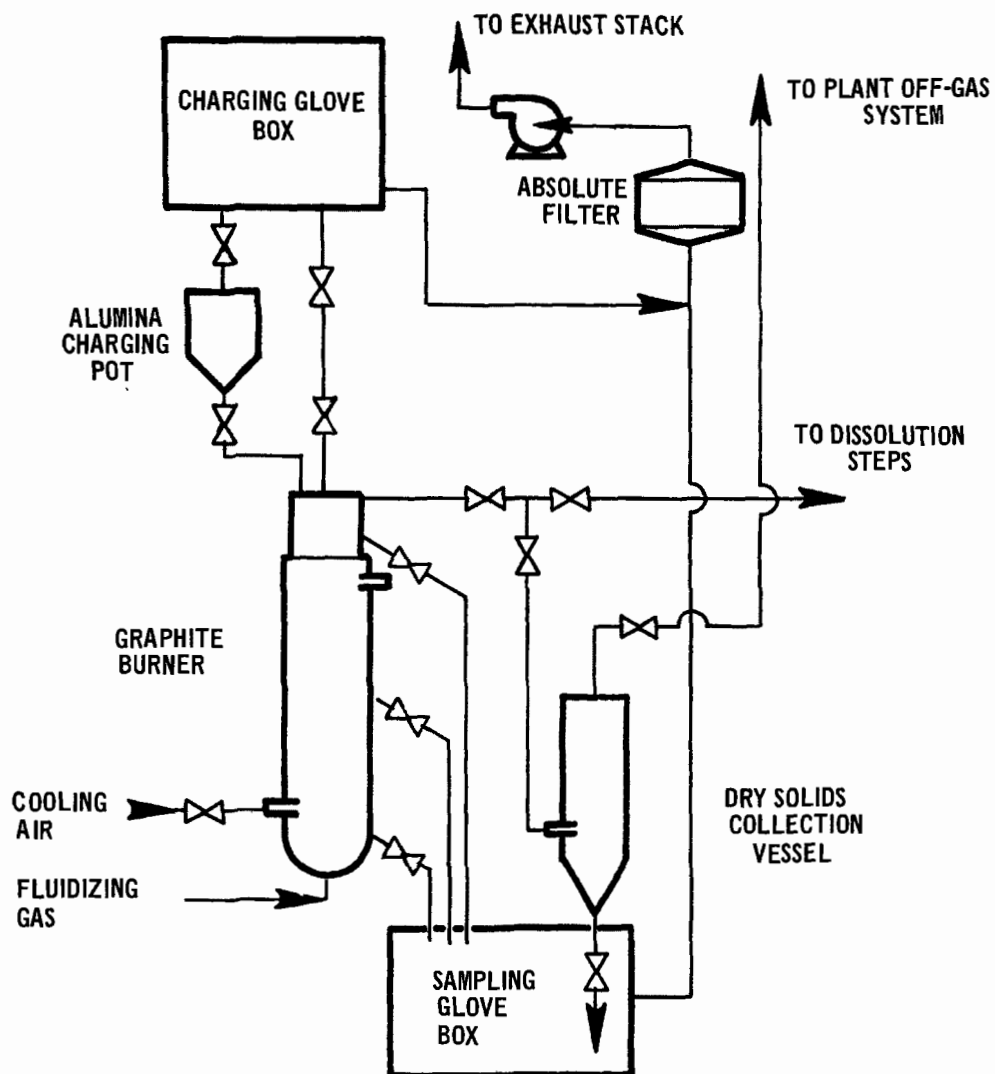 TO EXHAUST STACK
CHARGING GLOVE
BOX
TO PLANT OFF-GAS
SYSTEM
ABSOLUTE
FILTER
ALUMINA
CHARGING
POT
TO DISSOLUTION
STEPS
GRAPHITE
BURNER
COOLING
AIR
DRY SOLIDS
COLLECTION
VESSEL
FLUIDIZING
GAS
SAMPLING
GLOVE
BOX